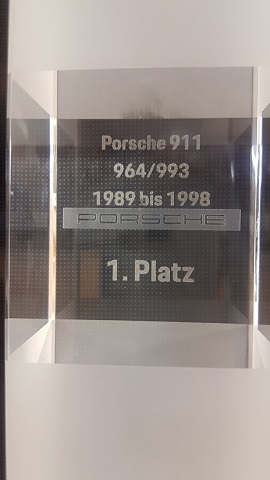 Porsche 911
964/993
1989 bis 1998
PORSCHE
1. Platz